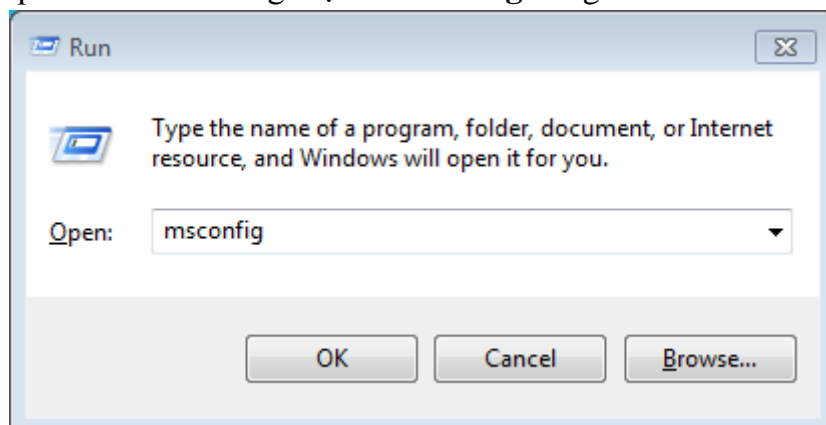 Run
Type the name of a program, folder, document, or Internet
resource, and Windows will open it for you.
Open: msconfig
OK Cancel Browse...